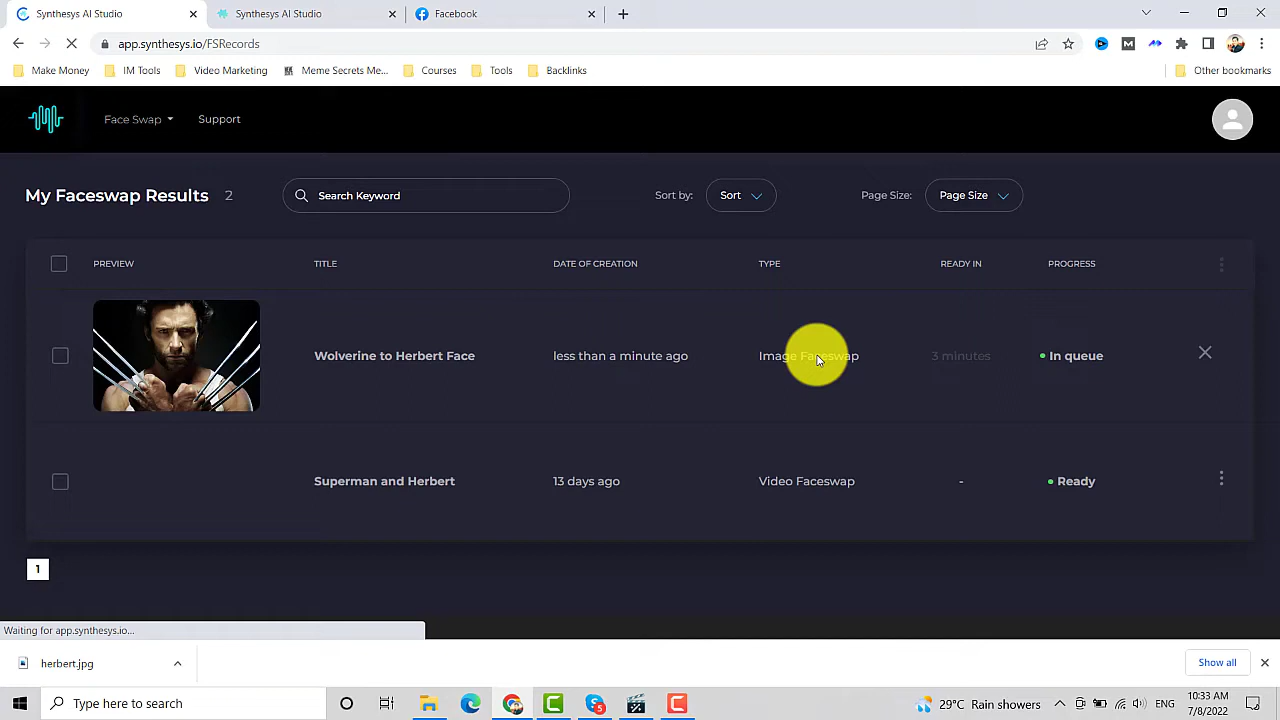 Synthesys AI Studio
Synthesys AI Studio
Facebook
app.synthesys.io/FSRecords
Make Money
IM Tools
Video Marketing
Meme Secrets Me...
Courses
Tools
Backlinks
Other bookmarks
Face Swap
Support
My Faceswap Results 2
Search Keyword
Sort by:
Sort
Page Size:
Page Size
PREVIEW TITLE DATE OF CREATION TYPE READY IN PROGRESS
Wolverine to Herbert Face less than a minute ago Image Faceswap 3 minutes In queue
Superman and Herbert 13 days ago Video Faceswap - Ready
1
Waiting for app.synthesys.io...
herbert.jpg
Show all
Type here to search
29°C Rain showers
ENG
10:33 AM
7/8/2022